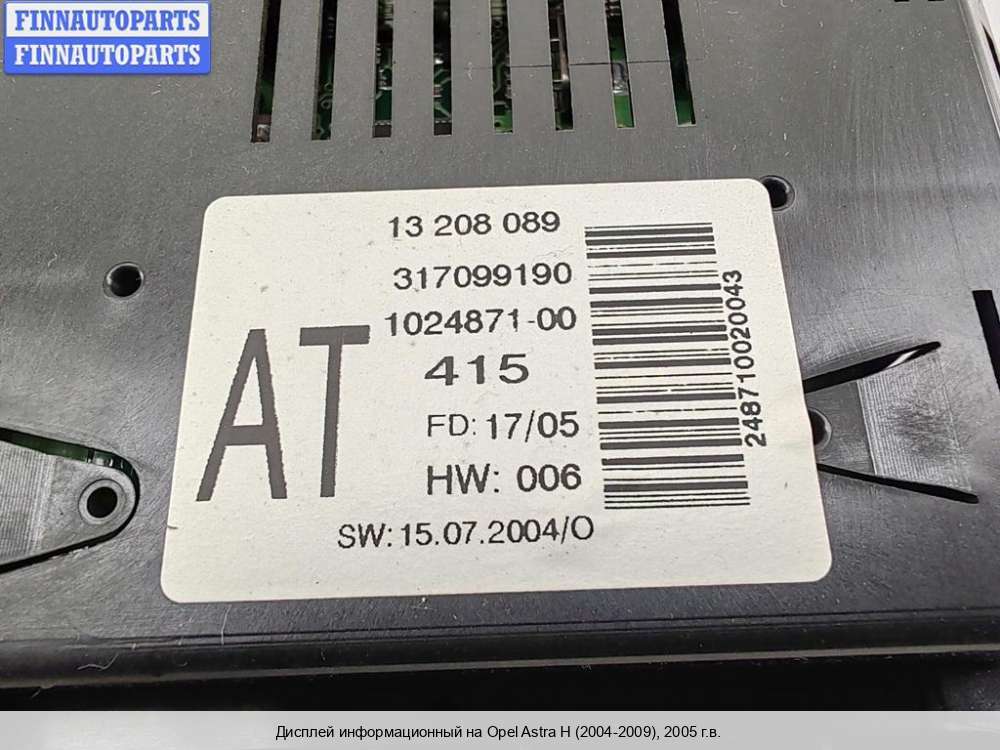 FINNAUTOPARTS
FINNAUTOPARTS
13 208 089
317099190
1024871-00
AT
415
FD: 17/05
HW: 006
SW: 15.07.2004/O
248710020043
Дисплей информационный на Opel Astra H (2004-2009), 2005 г.в.